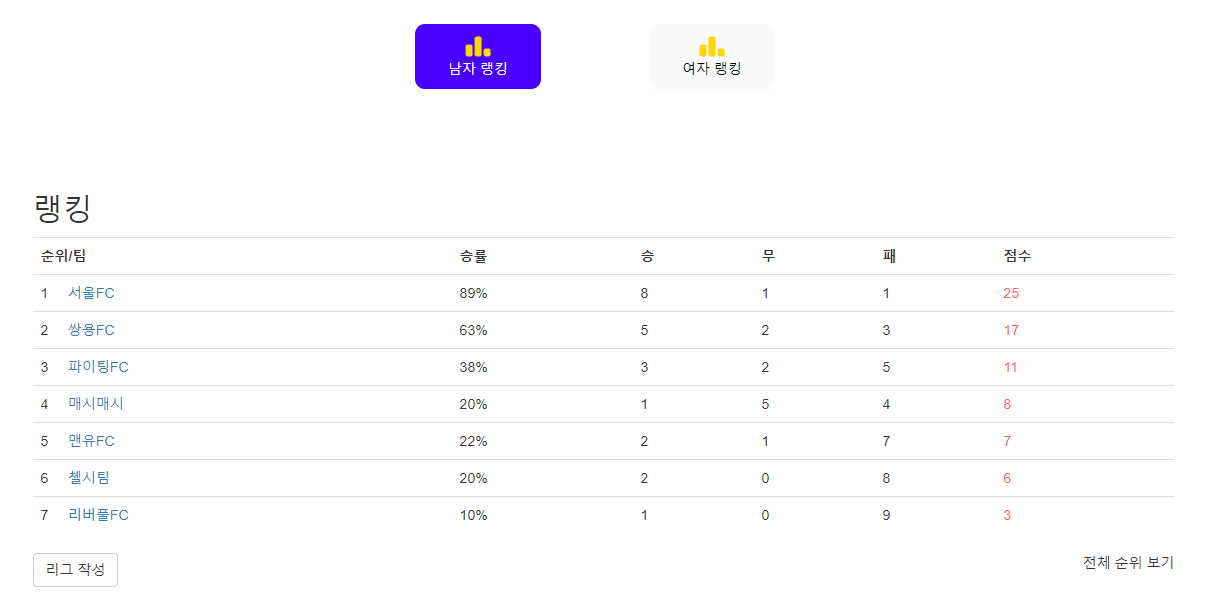 남자 랭킹
여자 랭킹
랭킹
순위/팀 승률 승 무 패 점수
1 서울FC 89% 8 1 1 25
2 쌍용FC 63% 5 2 3 17
3 파이팅FC 38% 3 2 5 11
4 매시매시 20% 1 5 4 8
5 맨유FC 22% 2 1 7 7
6 첼시팀 20% 2 0 8 6
7 리버풀FC 10% 1 0 9 3
리그 작성
전체 순위 보기